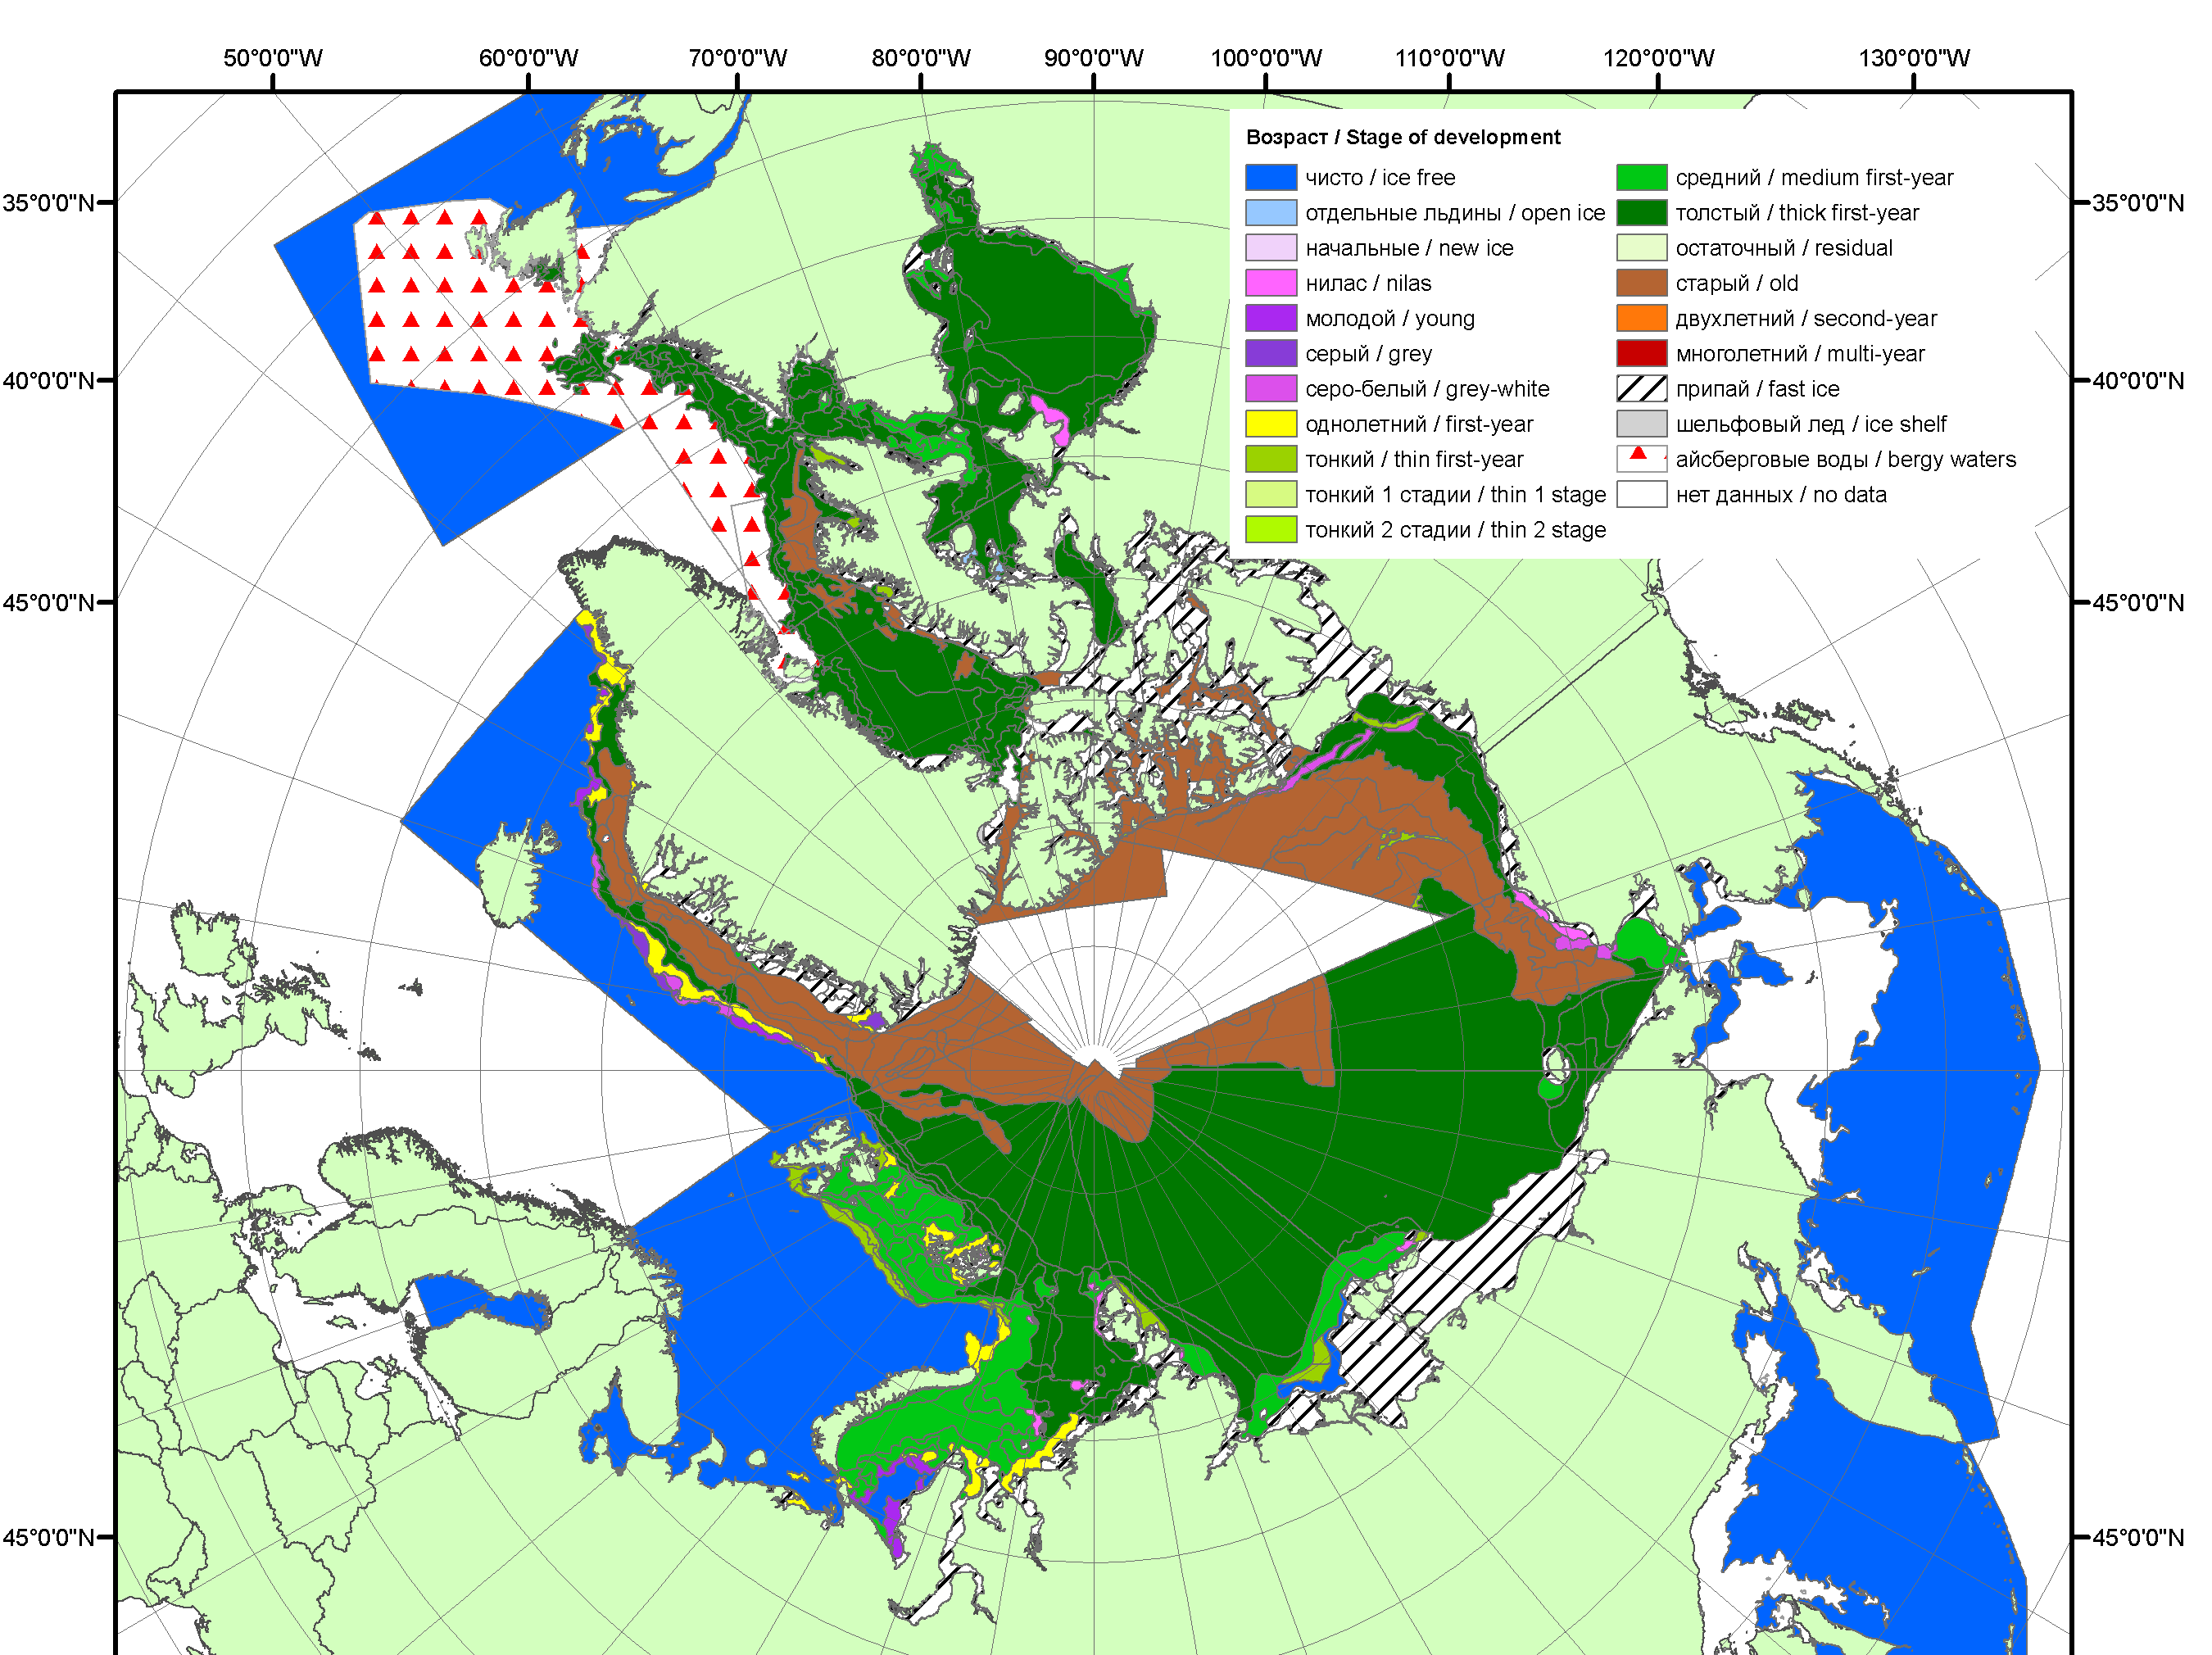 50°0'0"W 60°0'0"W 70°0'0"W 80°0'0"W 90°0'0"W 100°0'0"W 110°0'0"W 120°0'0"W 130°0'0"W
Возраст / Stage of development
чисто / ice free
отдельные льдины / open ice
начальные / new ice
нилас / nilas
молодой / young
серый / grey
серо-белый / grey-white
однолетний / first-year
тонкий / thin first-year
тонкий 1 стадии / thin 1 stage
тонкий 2 стадии / thin 2 stage
средний / medium first-year
толстый / thick first-year
остаточный / residual
старый / old
двухлетний / second-year
многолетний / multi-year
припай / fast ice
шельфовый лед / ice shelf
айсберговые воды / bergy waters
нет данных / no data
35°0'0"N 35°0'0"N
40°0'0"N 40°0'0"N
45°0'0"N 45°0'0"N
45°0'0"N 45°0'0"N